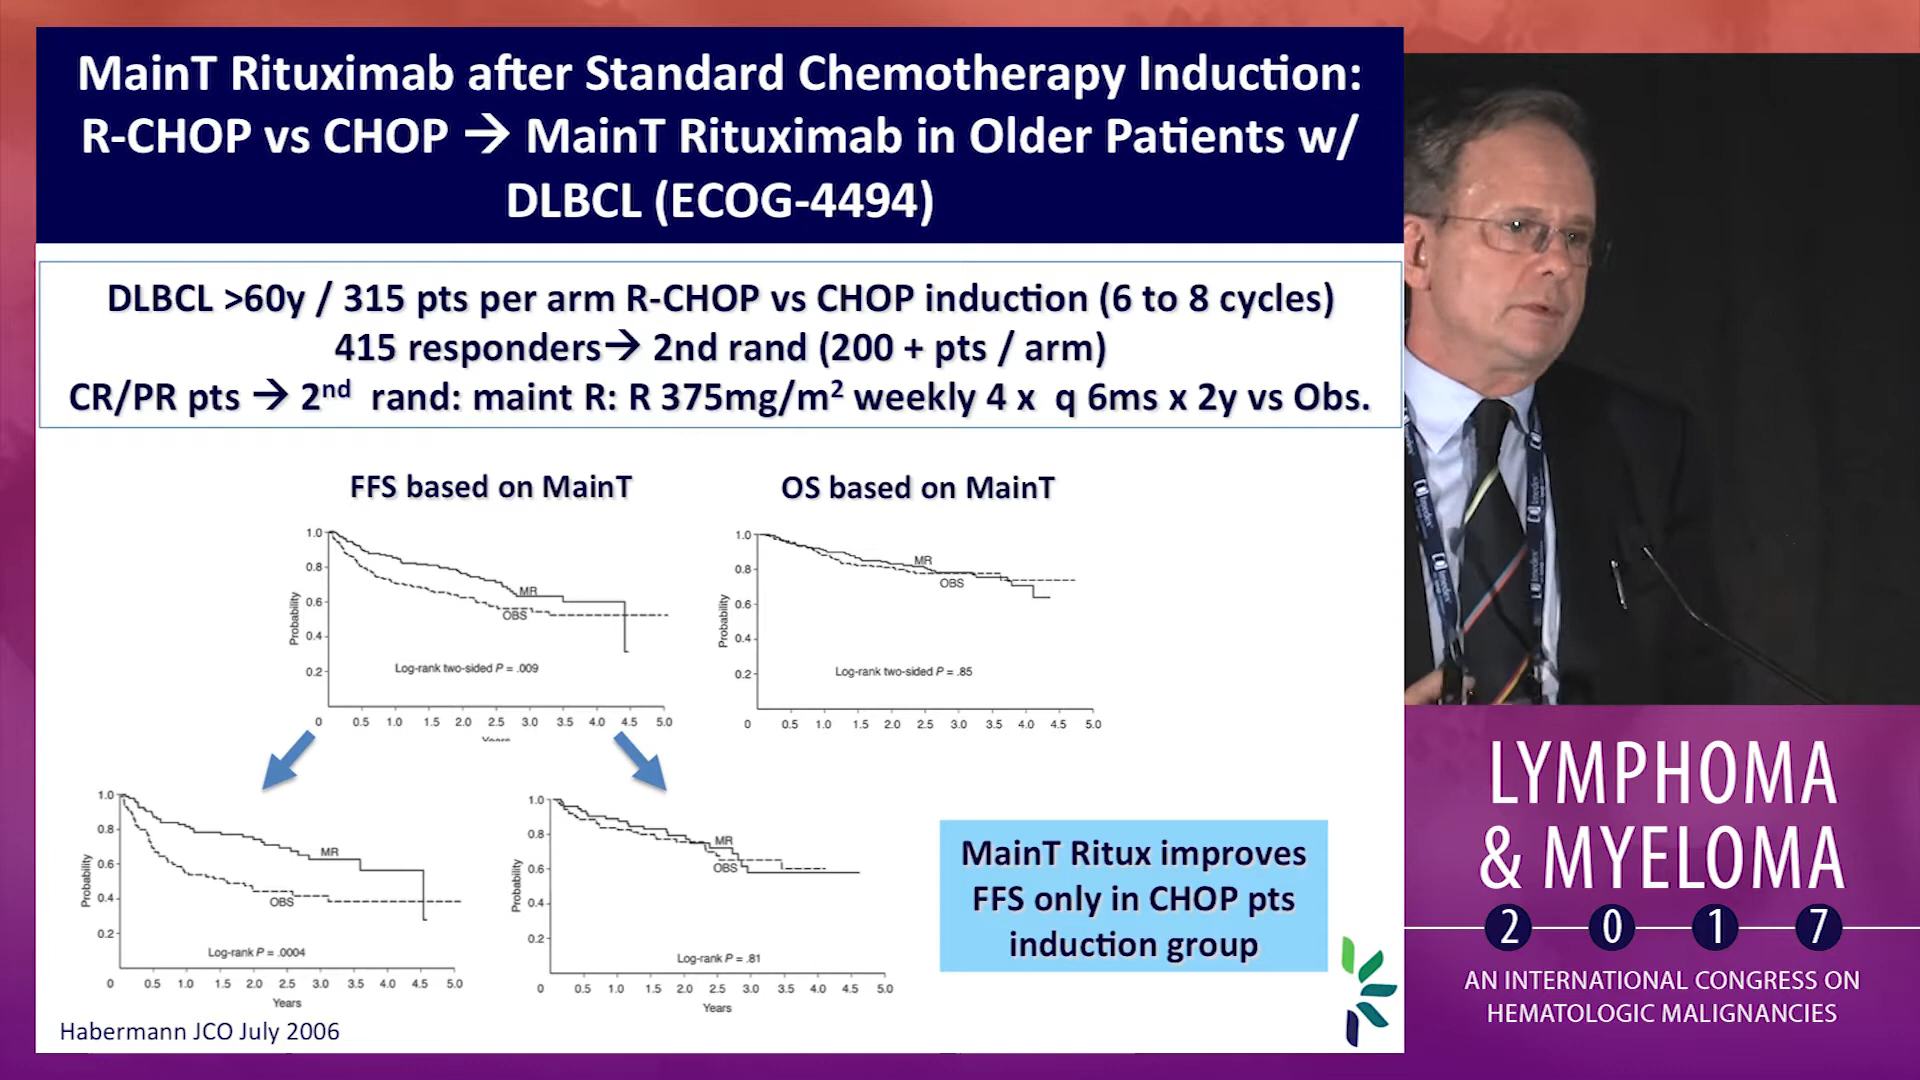 MainT Rituximab after Standard Chemotherapy Induction:
R-CHOP vs CHOP → MainT Rituximab in Older Patients w/
DLBCL (ECOG-4494)
DLBCL >60y / 315 pts per arm R-CHOP vs CHOP induction (6 to 8 cycles)
415 responders→ 2nd rand (200 + pts / arm)
CR/PR pts → 2nd rand: maint R: R 375mg/m2 weekly 4 x q 6ms x 2y vs Obs.
FFS based on MainT
1.0
0.8
0.6
0.4
0.2
Probability
MR
OBS
Log-rank two-sided P = .009
0 0.5 1.0 1.5 2.0 2.5 3.0 3.5 4.0 4.5 5.0
Years
OS based on MainT
1.0
0.8
0.6
0.4
0.2
Probability
MR
OBS
Log-rank two-sided P = .85
0 0.5 1.0 1.5 2.0 2.5 3.0 3.5 4.0 4.5 5.0
1.0
0.8
0.6
0.4
0.2
Probability
MR
OBS
Log-rank P = .0004
0 0.5 1.0 1.5 2.0 2.5 3.0 3.5 4.0 4.5 5.0
Years
1.0
0.8
0.6
0.4
0.2
Probability
MR
OBS
Log-rank P = .81
0 0.5 1.0 1.5 2.0 2.5 3.0 3.5 4.0 4.5 5.0
Years
MainT Ritux improves
FFS only in CHOP pts
induction group
Habermann JCO July 2006
LYMPHOMA
& MYELOMA
2 0 1 7
AN INTERNATIONAL CONGRESS ON
HEMATOLOGIC MALIGNANCIES